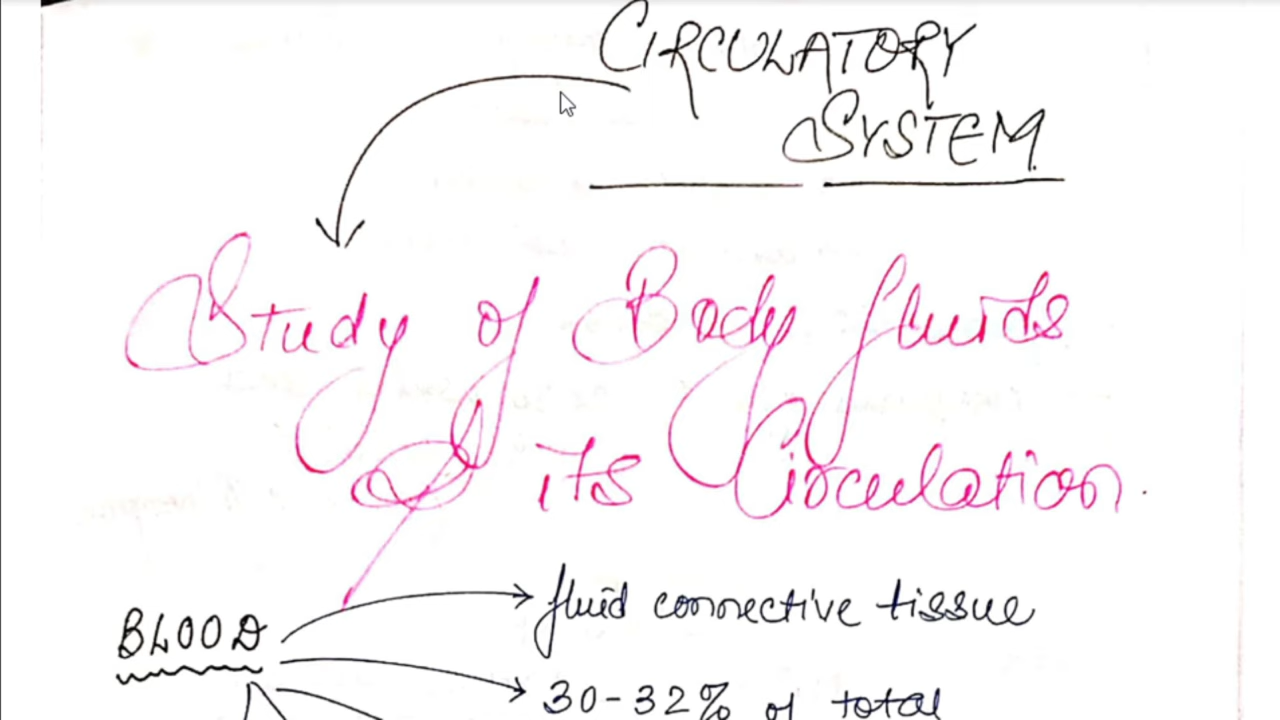 CIRCULATORY
SYSTEM
Study of Body fluids
& its Circulation.
BLOOD
fluid connective tissue
30-32% of total